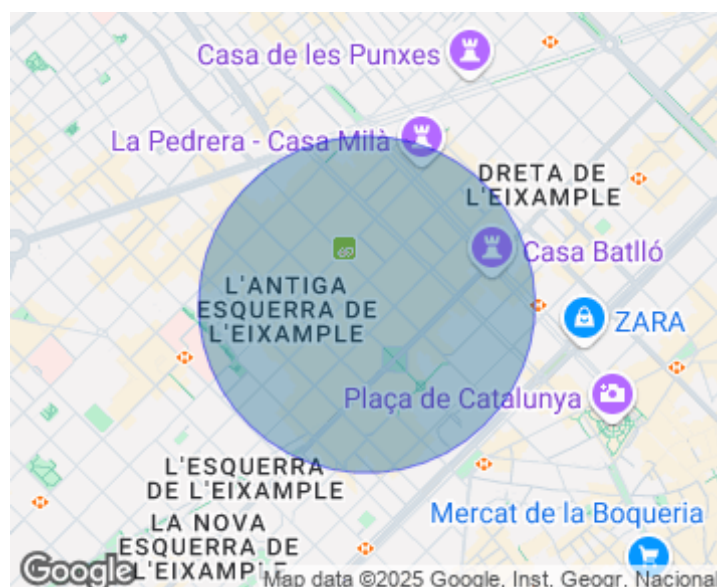 Casa de les Punxes
La Pedrera - Casa Milà
DRETA DE
L'EIXAMPLE
Casa Batlló
L'ANTIGA
ESQUERRA DE
L'EIXAMPLE
ZARA
Plaça de Catalunya
L'ESQUERRA
DE L'EIXAMPLE
Mercat de la Boqueria
LA NOVA
ESQUERRA DE
L'EIXAMPLE
Google
Map data ©2025 Google, Inst. Geogr. Nacional